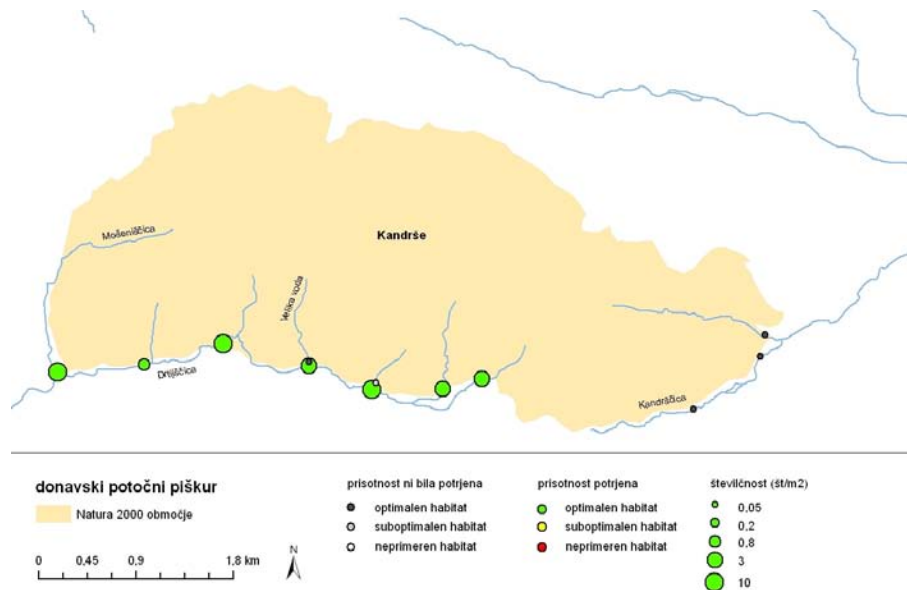 Mošeniščica
Kandrše
Velika voda
Drtijščica
Kandrščica
donavski potočni piškur
Natura 2000 območje
0 0,45 0,9 1,8 km
N
prisotnost ni bila potrjena
optimalen habitat
suboptimalen habitat
neprimeren habitat
prisotnost potrjena
optimalen habitat
suboptimalen habitat
neprimeren habitat
številčnost (št/m2)
0,05
0,2
0,8
3
10